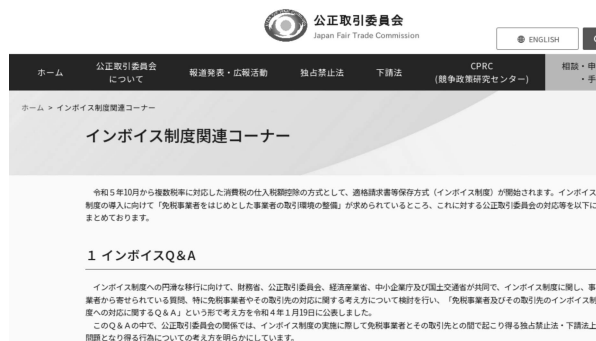 公正取引委員会
Japan Fair Trade Commission
ENGLISH
ホーム
公正取引委員会
について
報道発表・広報活動
独占禁止法
下請法
CPRC
(競争政策研究センター)
相談・申
・手
ホーム > インボイス制度関連コーナー
インボイス制度関連コーナー
令和５年10月から複数税率に対応した消費税の仕入税額控除の方式として、適格請求書等保存方式（インボイス制度）が開始されます。インボイス
制度の導入に向けて「免税事業者をはじめとした事業者の取引環境の整備」が求められているところ、これに対する公正取引委員会の対応等を以下に
まとめております。
１ インボイスQ&A
インボイス制度への円滑な移行に向けて、財務省、公正取引委員会、経済産業省、中小企業庁及び国土交通省が共同で、インボイス制度に関し、事
業者から寄せられている質問、特に免税事業者やその取引先の対応に関する考え方について検討を行い、「免税事業者及びその取引先のインボイス制
度への対応に関するＱ＆Ａ」という形で考え方を令和４年１月19日に公表しました。
このＱ＆Ａの中で、公正取引委員会の関係では、インボイス制度の実施に際して免税事業者とその取引先との間で起こり得る独占禁止法・下請法上
問題となり得る行為についての考え方を明らかにしています。